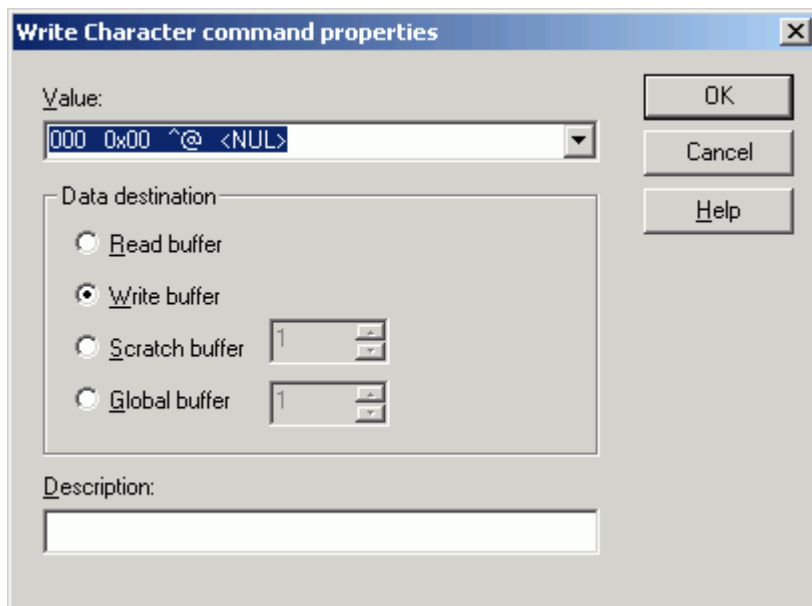 Write Character command properties
Value:
000 0x00 ^@ <NUL>
Data destination
Read buffer
Write buffer
Scratch buffer 1
Global buffer 1
Description:
OK
Cancel
Help